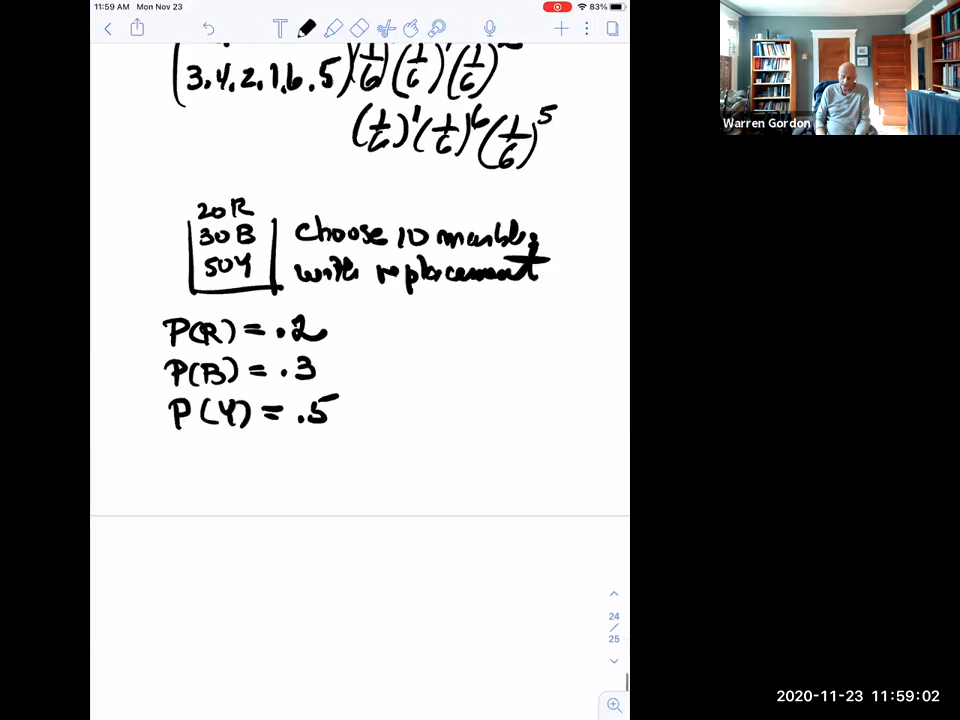 11:59 AM Mon Nov 23
83%
(3,4,2,1,6,5)(1/6)(1/6)(1/6)
(1/6)^1(1/6)^6(1/6)^5
20R
30B
50Y
choose 10 marbles
with replacement
P(R) = .2
P(B) = .3
P(Y) = .5
24
/
25
Warren Gordon
2020-11-23 11:59:02